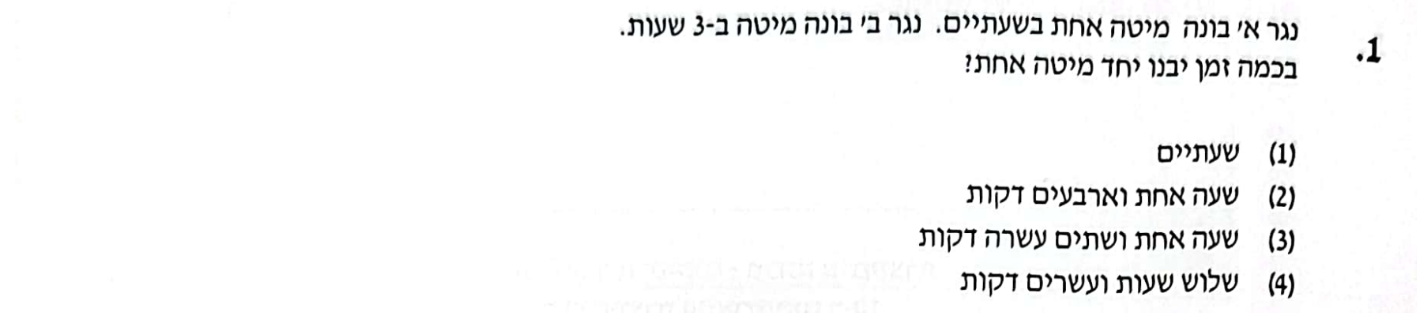 1. נגר א' בונה מיטה אחת בשעתיים. נגר ב' בונה מיטה ב-3 שעות.
בכמה זמן יבנו יחד מיטה אחת?
(1) שעתיים
(2) שעה אחת וארבעים דקות
(3) שעה אחת ושתים עשרה דקות
(4) שלוש שעות ועשרים דקות